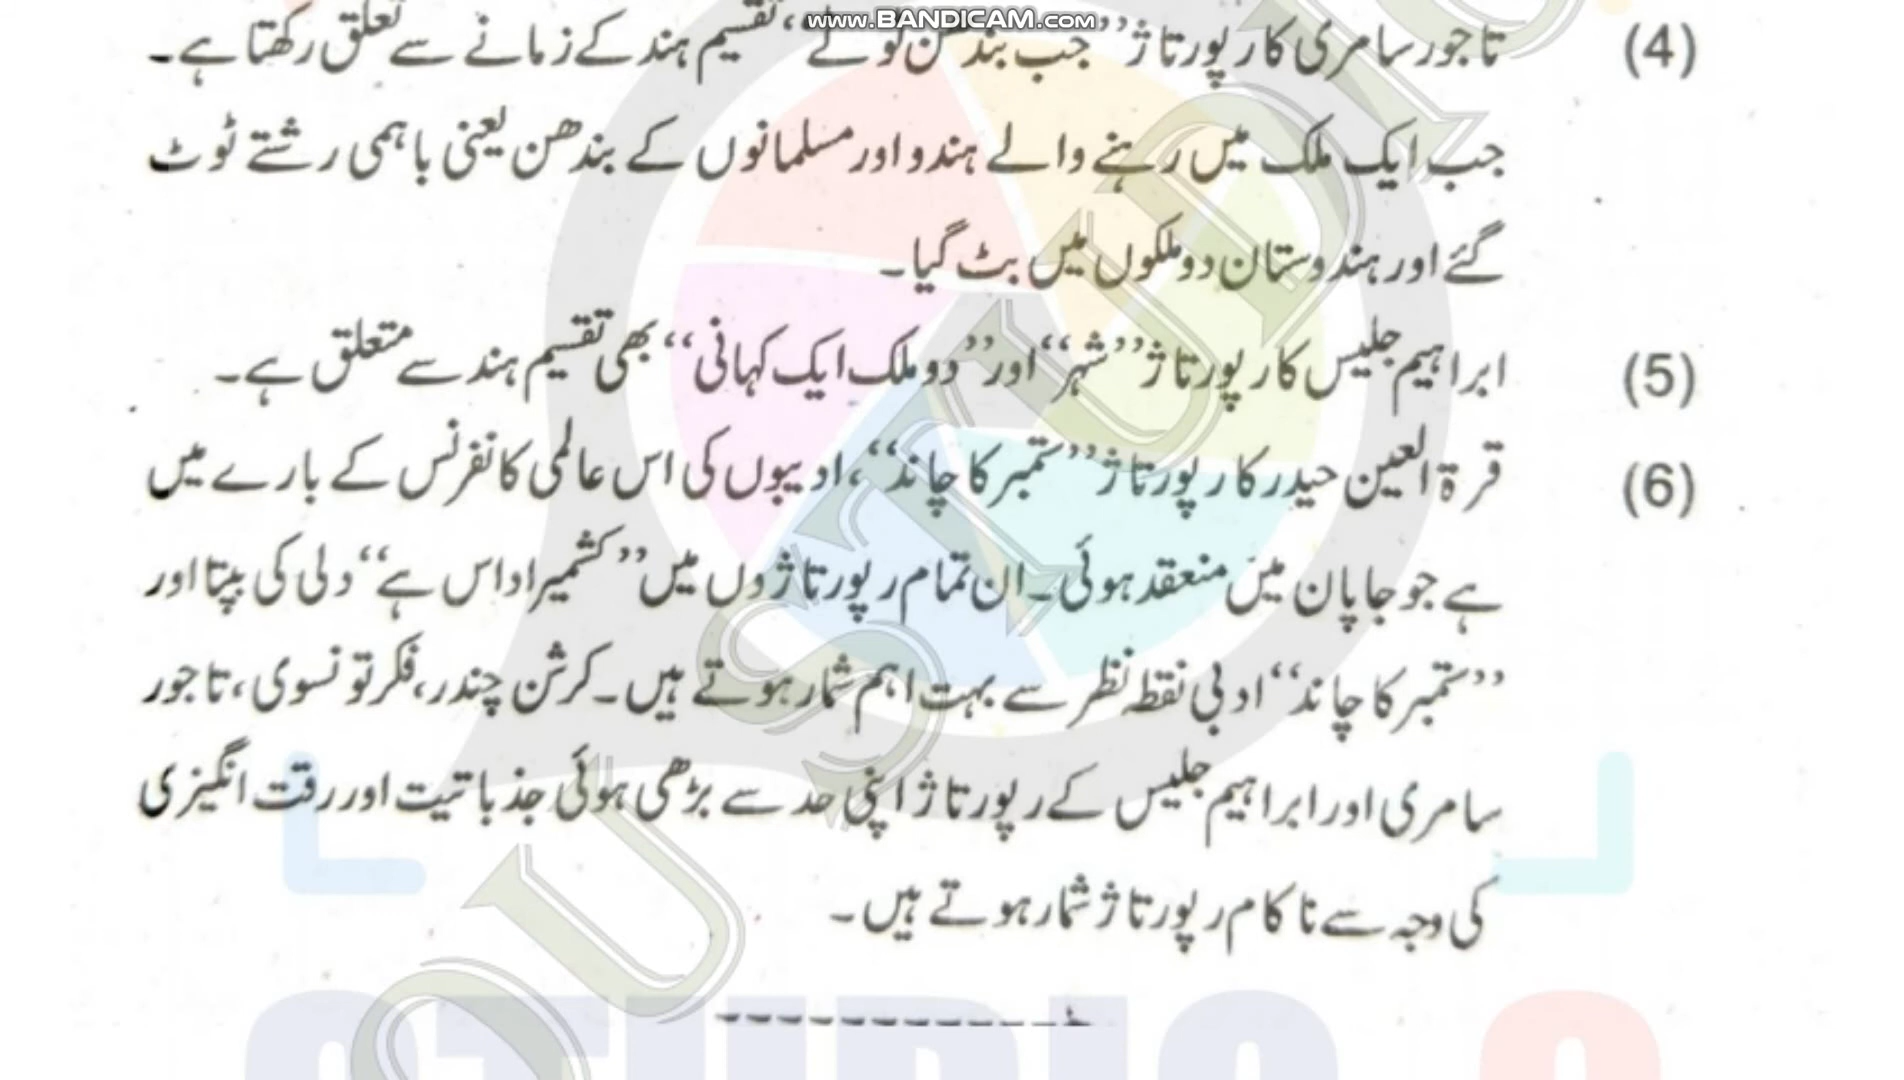 www.BANDICAM.com
(4) تاجور سامری کا رپورتاژ ’’جب بندھن ٹوٹے‘‘، تقسیم ہند کے زمانے سے تعلق رکھتا ہے۔
جب ایک ملک میں رہنے والے ہندو اور مسلمانوں کے بندھن یعنی باہمی رشتے ٹوٹ
گئے اور ہندوستان دو ملکوں میں بٹ گیا۔
(5) ابراہیم جلیس کا رپورتاژ ’’شہر‘‘ اور ’’دو ملک ایک کہانی‘‘ بھی تقسیم ہند سے متعلق ہے۔
(6) قرۃ العین حیدر کا رپورتاژ ’’ستمبر کا چاند‘‘، ادیبوں کی اس عالمی کانفرنس کے بارے میں
ہے جو جاپان میں منعقد ہوئی۔ ان تمام رپورتاژوں میں ’’کشمیر اداس ہے‘‘ دلی کی بپتا اور
’’ستمبر کا چاند‘‘ ادبی نقطہ نظر سے بہت اہم شمار ہوتے ہیں۔ کرشن چندر، فکر تونسوی، تاجور
سامری اور ابراہیم جلیس کے رپورتاژ اپنی حد سے بڑھی ہوئی جذباتیت اور رقت انگیزی
کی وجہ سے ناکام رپورتاژ شمار ہوتے ہیں۔